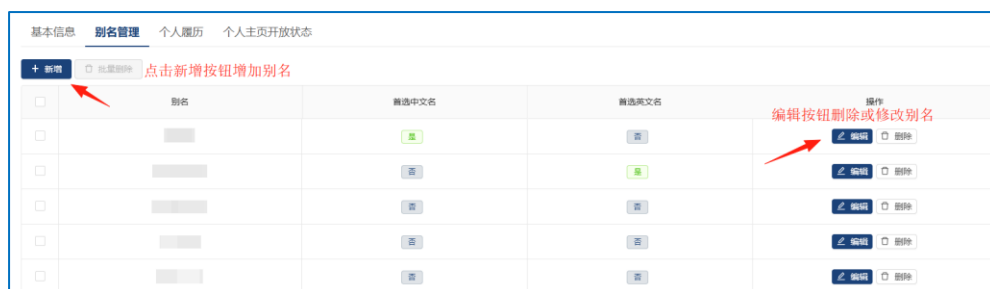 基本信息 别名管理 个人履历 个人主页开放状态
+ 新增 批量删除 点击新增按钮增加别名
别名 首选中文名 首选英文名 操作
编辑按钮删除或修改别名
是 否 编辑 删除
否 是 编辑 删除
否 否 编辑 删除
否 否 编辑 删除
否 否 编辑 删除